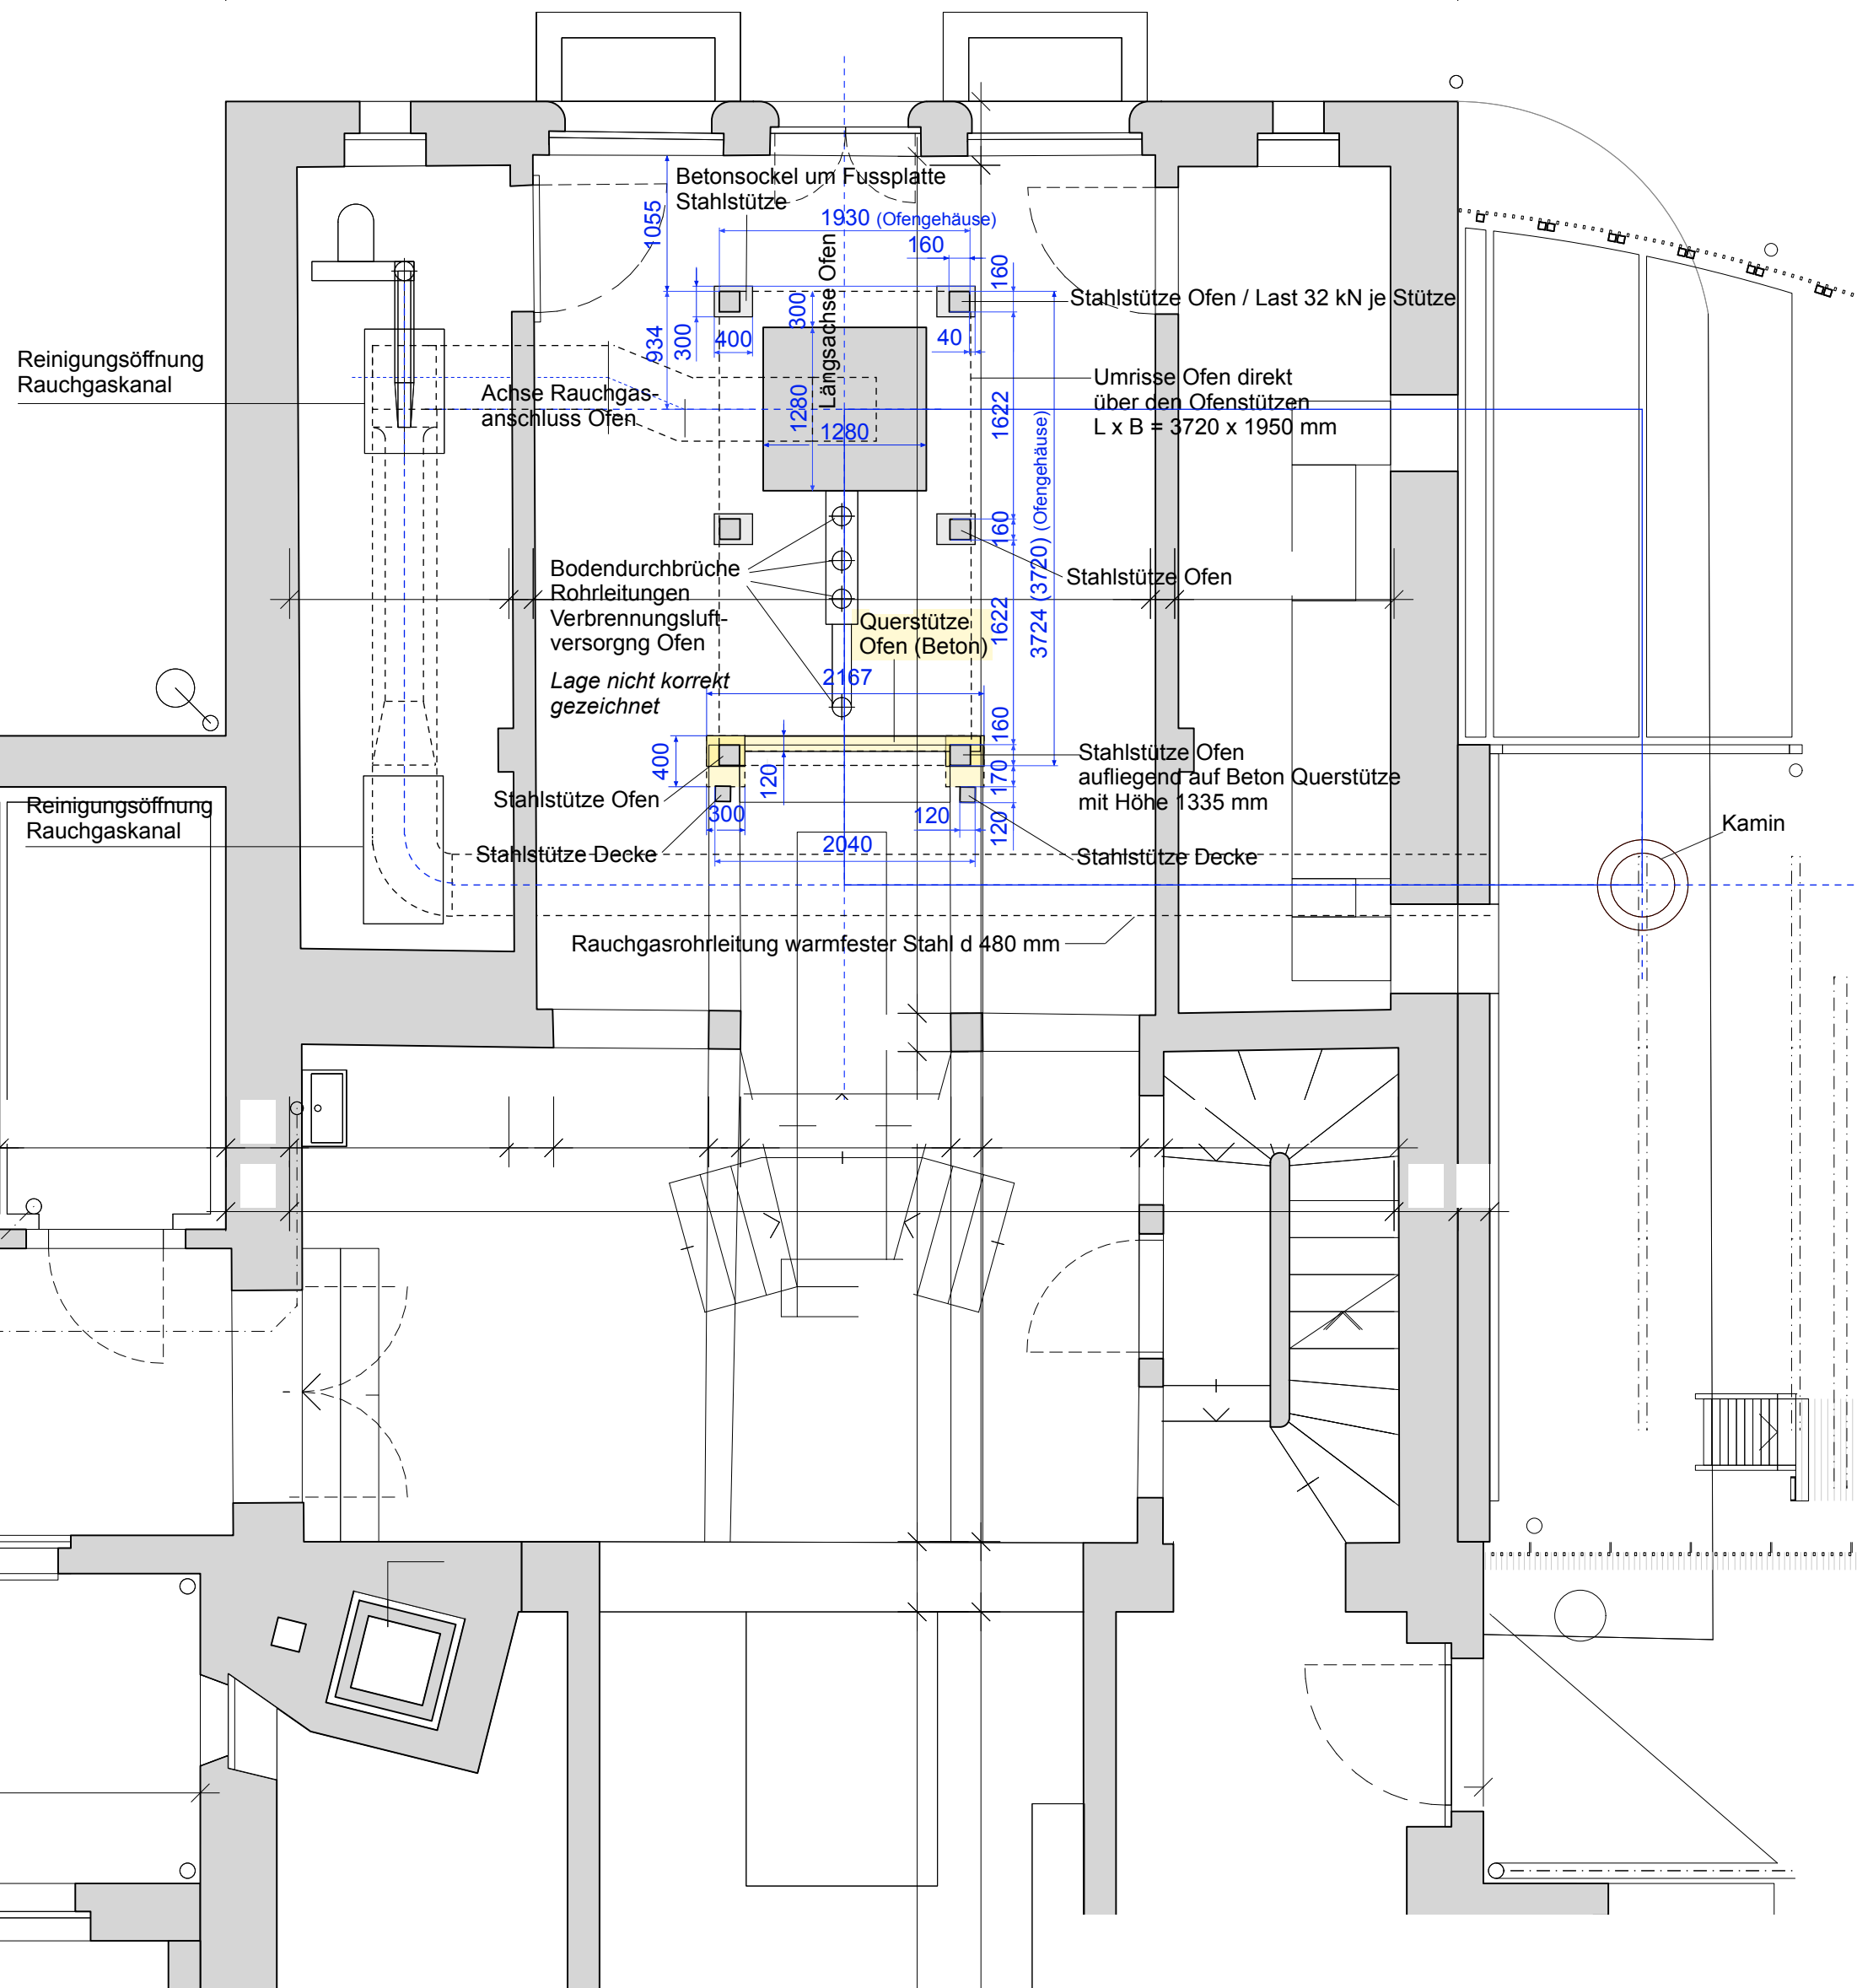 Betonsockel um Fussplatte
Stahlstütze
1930 (Ofengehäuse)
1055
160
160
Längsachse Ofen
300
Stahlstütze Ofen / Last 32 kN je Stütze
934
300
400
40
Reinigungsöffnung
Rauchgaskanal
Achse Rauchgas-
anschluss Ofen
1280
1280
Umrisse Ofen direkt
über den Ofenstützen
L x B = 3720 x 1950 mm
1622
3724 (3720) (Ofengehäuse)
160
Bodendurchbrüche
Rohrleitungen
Verbrennungsluft-
versorgng Ofen
Stahlstütze Ofen
1622
Querstütze
Ofen (Beton)
Lage nicht korrekt
gezeichnet
2167
160
400
120
170
Stahlstütze Ofen
aufliegend auf Beton Querstütze
mit Höhe 1335 mm
Stahlstütze Ofen
300
120
120
Reinigungsöffnung
Rauchgaskanal
2040
Stahlstütze Decke
Stahlstütze Decke
Kamin
Rauchgasrohrleitung warmfester Stahl d 480 mm